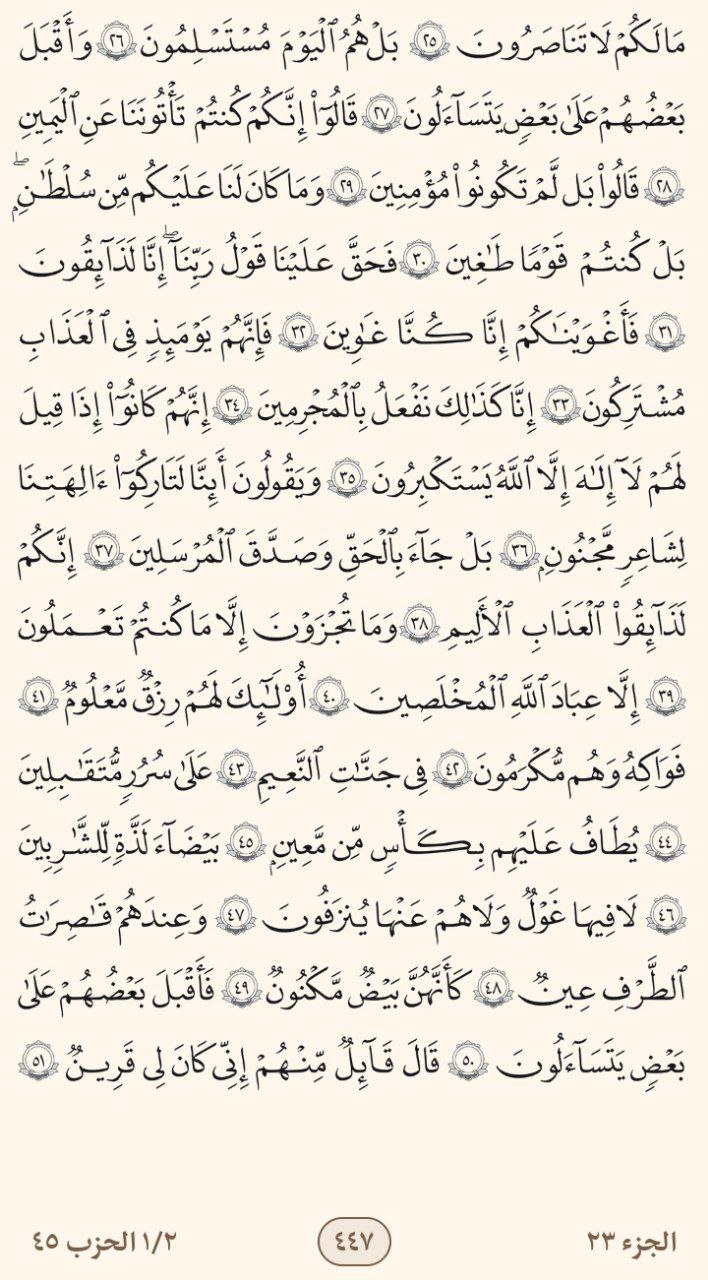 مَا لَكُمْ لَا تَنَاصَرُونَ ٢٥ بَلْ هُمُ ٱلْيَوْمَ مُسْتَسْلِمُونَ ٢٦ وَأَقْبَلَ
بَعْضُهُمْ عَلَىٰ بَعْضٍ يَتَسَآءَلُونَ ٢٧ قَالُوٓا۟ إِنَّكُمْ كُنتُمْ تَأْتُونَنَا عَنِ ٱلْيَمِينِ
٢٨ قَالُوا۟ بَل لَّمْ تَكُونُوا۟ مُؤْمِنِينَ ٢٩ وَمَا كَانَ لَنَا عَلَيْكُم مِّن سُلْطَـٰنٍۭ ۖ
بَلْ كُنتُمْ قَوْمًا طَـٰغِينَ ٣٠ فَحَقَّ عَلَيْنَا قَوْلُ رَبِّنَآ ۖ إِنَّا لَذَآئِقُونَ
٣١ فَأَغْوَيْنَـٰكُمْ إِنَّا كُنَّا غَـٰوِينَ ٣٢ فَإِنَّهُمْ يَوْمَئِذٍ فِى ٱلْعَذَابِ
مُشْتَرِكُونَ ٣٣ إِنَّا كَذَٰلِكَ نَفْعَلُ بِٱلْمُجْرِمِينَ ٣٤ إِنَّهُمْ كَانُوٓا۟ إِذَا قِيلَ
لَهُمْ لَآ إِلَـٰهَ إِلَّا ٱللَّهُ يَسْتَكْبِرُونَ ٣٥ وَيَقُولُونَ أَئِنَّا لَتَارِكُوٓا۟ ءَالِهَتِنَا
لِشَاعِرٍ مَّجْنُونٍۭ ٣٦ بَلْ جَآءَ بِٱلْحَقِّ وَصَدَّقَ ٱلْمُرْسَلِينَ ٣٧ إِنَّكُمْ
لَذَآئِقُوا۟ ٱلْعَذَابِ ٱلْأَلِيمِ ٣٨ وَمَا تُجْزَوْنَ إِلَّا مَا كُنتُمْ تَعْمَلُونَ
٣٩ إِلَّا عِبَادَ ٱللَّهِ ٱلْمُخْلَصِينَ ٤٠ أُو۟لَـٰٓئِكَ لَهُمْ رِزْقٌ مَّعْلُومٌ ٤١
فَوَٰكِهُ وَهُم مُّكْرَمُونَ ٤٢ فِى جَنَّـٰتِ ٱلنَّعِيمِ ٤٣ عَلَىٰ سُرُرٍ مُّتَقَـٰبِلِينَ
٤٤ يُطَافُ عَلَيْهِم بِكَأْسٍ مِّن مَّعِينٍۭ ٤٥ بَيْضَآءَ لَذَّةٍ لِّلشَّـٰرِبِينَ
٤٦ لَا فِيهَا غَوْلٌ وَلَا هُمْ عَنْهَا يُنزَفُونَ ٤٧ وَعِندَهُمْ قَـٰصِرَٰتُ
ٱلطَّرْفِ عِينٌ ٤٨ كَأَنَّهُنَّ بَيْضٌ مَّكْنُونٌ ٤٩ فَأَقْبَلَ بَعْضُهُمْ عَلَىٰ
بَعْضٍ يَتَسَآءَلُونَ ٥٠ قَالَ قَآئِلٌ مِّنْهُمْ إِنِّى كَانَ لِى قَرِينٌ ٥١
الجزء ٢٣ ٤٤٧ ١/٢ الحزب ٤٥